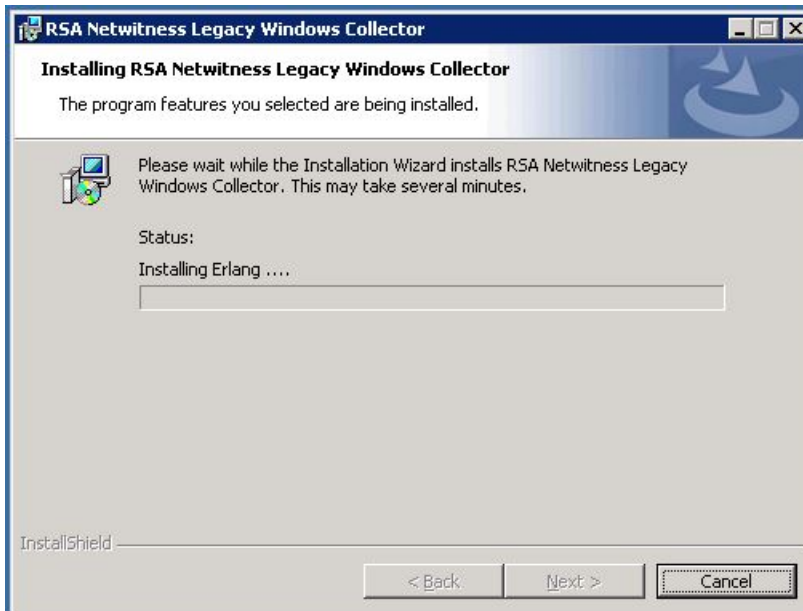 RSA Netwitness Legacy Windows Collector
Installing RSA Netwitness Legacy Windows Collector
The program features you selected are being installed.
Please wait while the Installation Wizard installs RSA Netwitness Legacy
Windows Collector. This may take several minutes.
Status:
Installing Erlang ....
InstallShield
< Back Next > Cancel